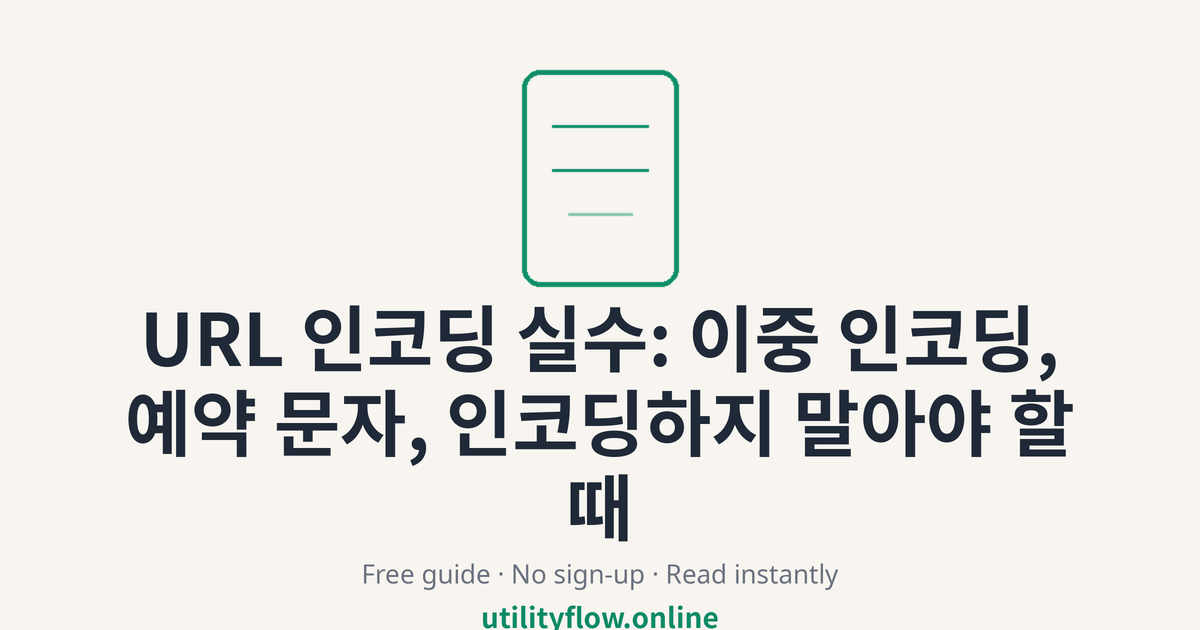 URL 인코딩 실수: 이중 인코딩,
예약 문자, 인코딩하지 말아야 할
때
Free guide · No sign-up · Read instantly
utilityflow.online